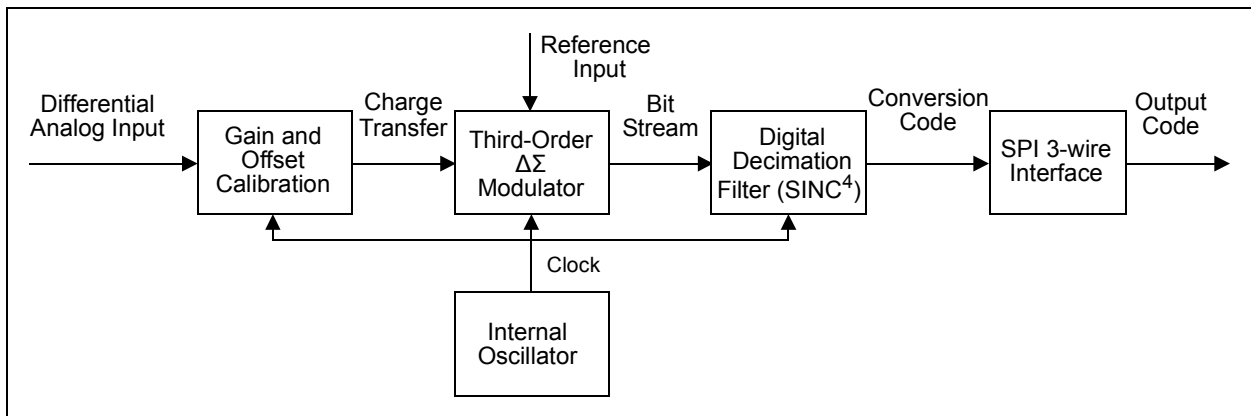 Differential
Analog Input
Gain and
Offset
Calibration
Charge
Transfer
Reference
Input
Third-Order
ΔΣ
Modulator
Bit
Stream
Digital
Decimation
Filter (SINC⁴)
Conversion
Code
SPI 3-wire
Interface
Output
Code
Clock
Internal
Oscillator